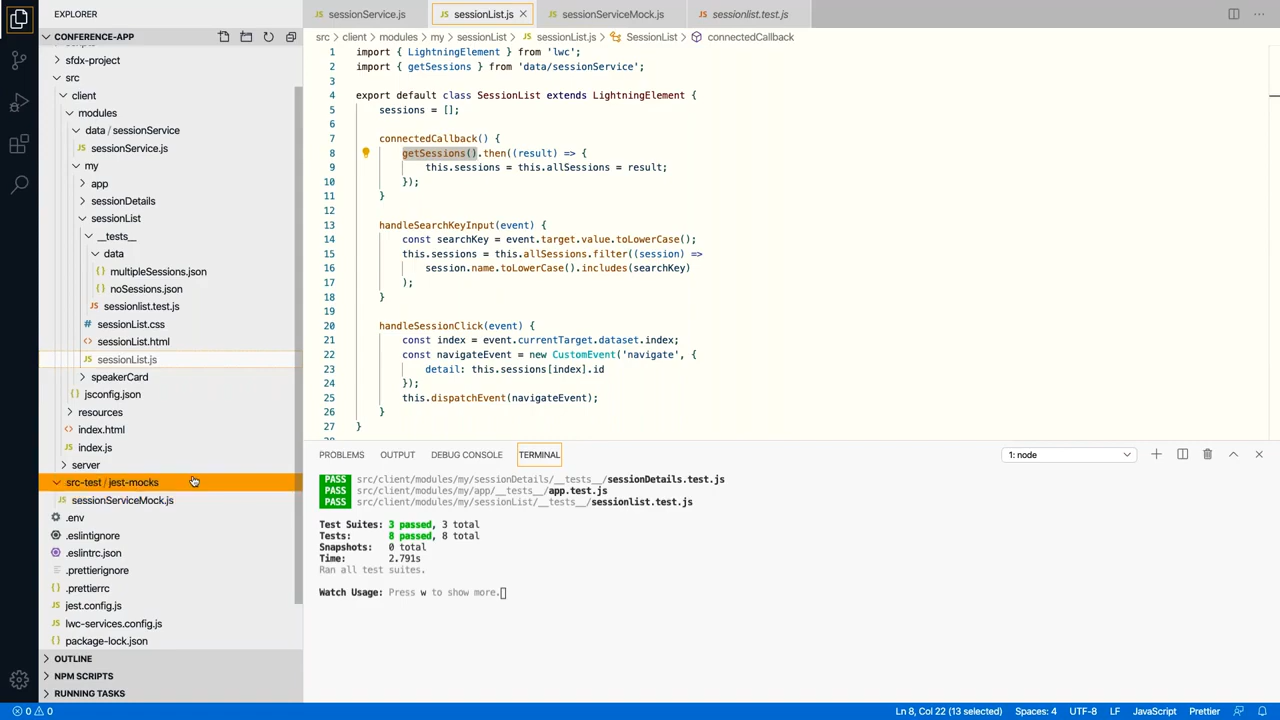 EXPLORER
CONFERENCE-APP
sfdx-project
src
client
modules
data / sessionService
sessionService.js
my
app
sessionDetails
sessionList
__tests__
data
multipleSessions.json
noSessions.json
sessionlist.test.js
sessionList.css
sessionList.html
sessionList.js
speakerCard
jsconfig.json
resources
index.html
index.js
server
src-test / jest-mocks
sessionServiceMock.js
.env
.eslintignore
.eslintrc.json
.prettierignore
.prettierrc
jest.config.js
lwc-services.config.js
package-lock.json
OUTLINE
NPM SCRIPTS
RUNNING TASKS
JS sessionService.js JS sessionList.js JS sessionServiceMock.js JS sessionlist.test.js
src > client > modules > my > sessionList > JS sessionList.js > SessionList > connectedCallback
1 import { LightningElement } from 'lwc';
2 import { getSessions } from 'data/sessionService';
3
4 export default class SessionList extends LightningElement {
5 sessions = [];
6
7 connectedCallback() {
8 getSessions().then((result) => {
9 this.sessions = this.allSessions = result;
10 });
11 }
12
13 handleSearchKeyInput(event) {
14 const searchKey = event.target.value.toLowerCase();
15 this.sessions = this.allSessions.filter((session) =>
16 session.name.toLowerCase().includes(searchKey)
17 );
18 }
19
20 handleSessionClick(event) {
21 const index = event.currentTarget.dataset.index;
22 const navigateEvent = new CustomEvent('navigate', {
23 detail: this.sessions[index].id
24 });
25 this.dispatchEvent(navigateEvent);
26 }
27 }
PROBLEMS OUTPUT DEBUG CONSOLE TERMINAL 1: node
PASS src/client/modules/my/sessionDetails/__tests__/sessionDetails.test.js
PASS src/client/modules/my/app/__tests__/app.test.js
PASS src/client/modules/my/sessionList/__tests__/sessionlist.test.js
Test Suites: 3 passed, 3 total
Tests: 8 passed, 8 total
Snapshots: 0 total
Time: 2.791s
Ran all test suites.
Watch Usage: Press w to show more.
0 0 Ln 8, Col 22 (13 selected) Spaces: 4 UTF-8 LF JavaScript Prettier